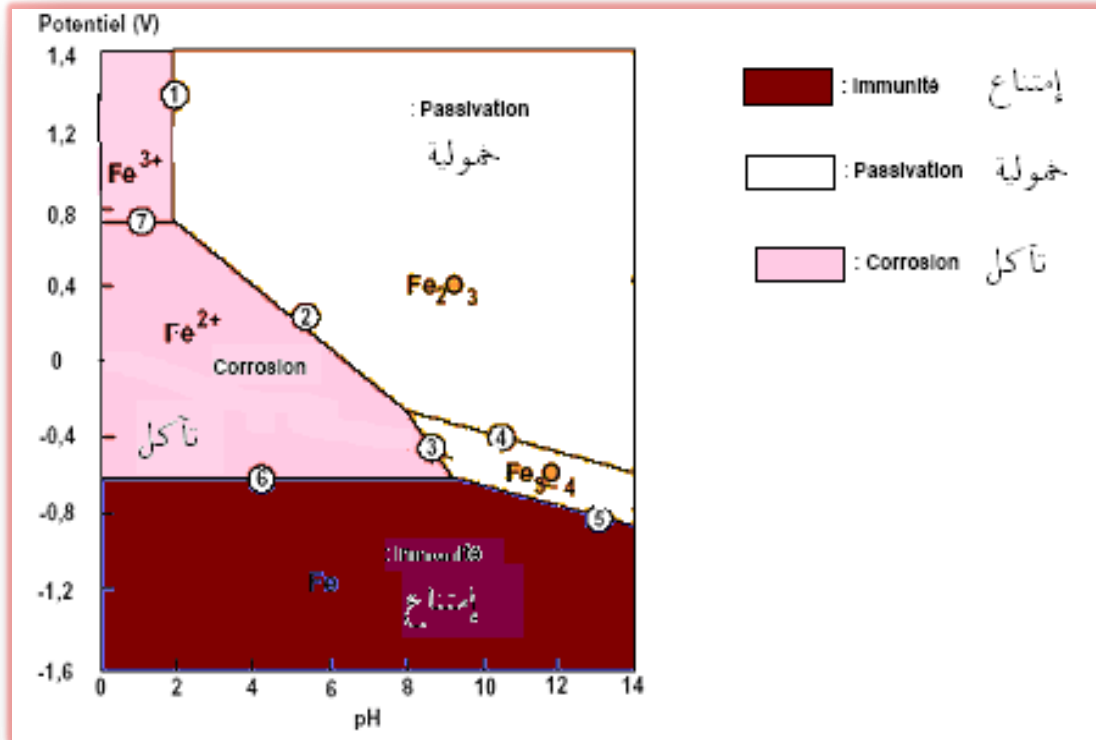 Potentiel (V)
1,4
1,2
0,8
0,4
0
-0,4
-0,8
-1,2
-1,6
0
2
4
6
8
10
12
14
pH
1
Fe3+
7
Fe2+
2
Corrosion
تآكل
6
3
4
Fe3O4
5
: Passivation
خمولية
Fe2O3
: Immunité
Fe
إمتناع
: Immunité إمتناع
: Passivation خمولية
: Corrosion تآكل